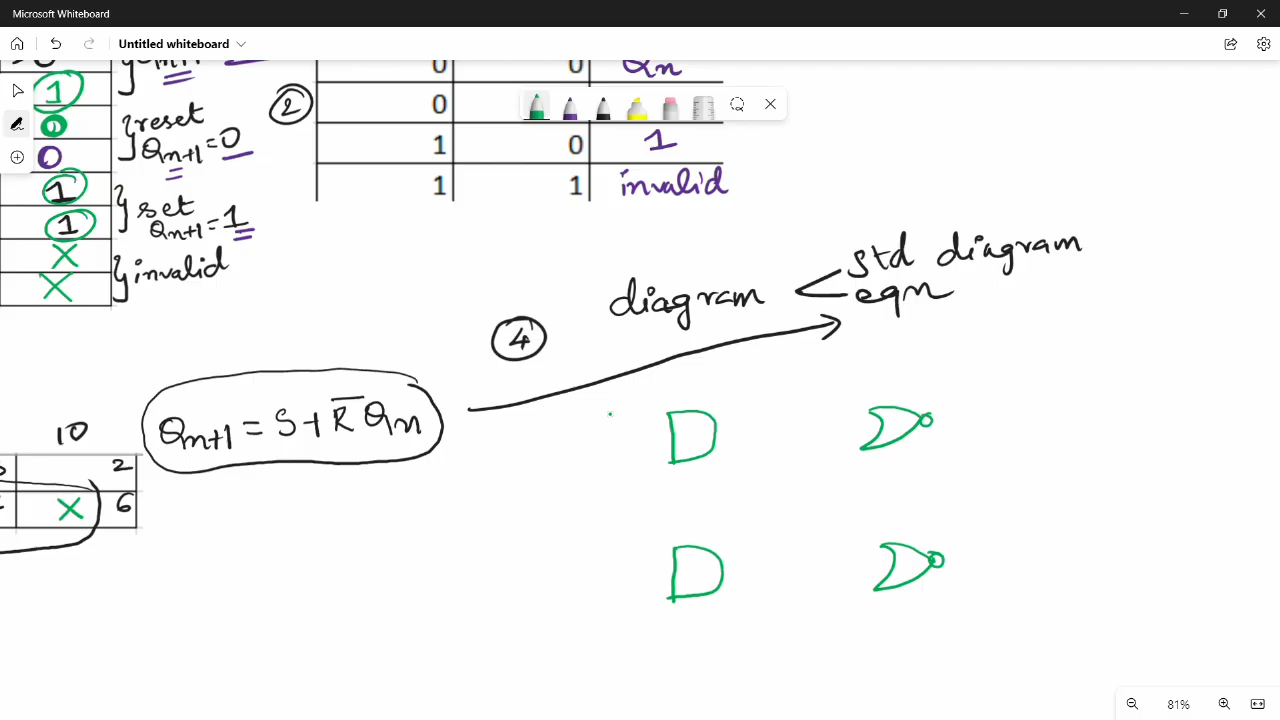 Microsoft Whiteboard
Untitled whiteboard
1
0
0
1
1
X
X
} reset
Qn+1 = 0
} set
Qn+1 = 1
} invalid
2
0 0 Qn
0
1 0 1
1 1 invalid
diagram < std diagram
eqn
4
Qn+1 = S + R̅ Qn
10
2
X 6
81%